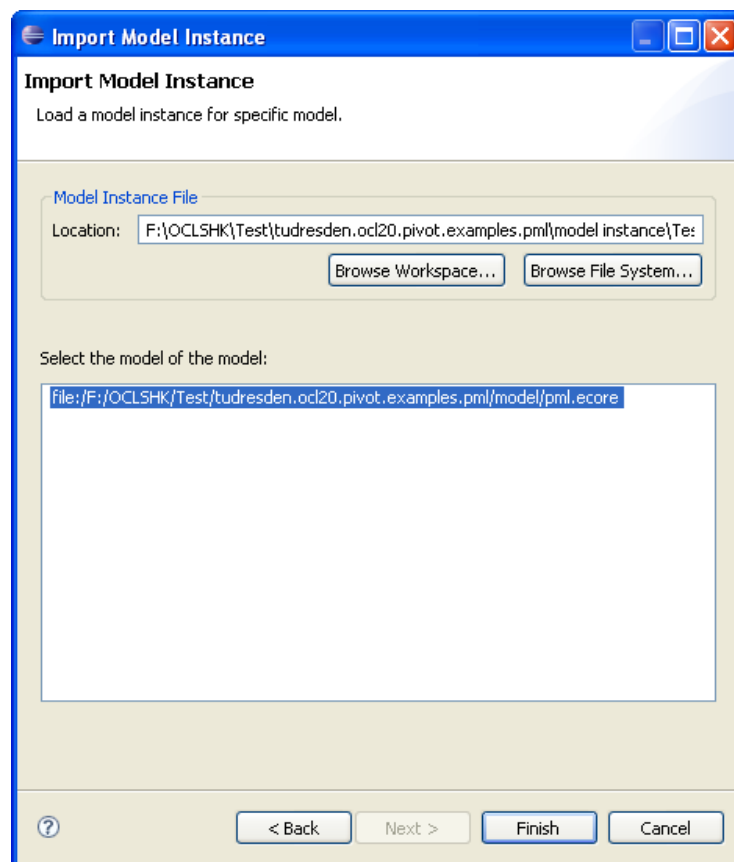 Import Model Instance
Import Model Instance
Load a model instance for specific model.
Model Instance File
Location: F:\OCLSHK\Test\tudresden.ocl20.pivot.examples.pml\model instance\Tes
Browse Workspace... Browse File System...
Select the model of the model:
file:/F:/OCLSHK/Test/tudresden.ocl20.pivot.examples.pml/model/pml.ecore
? < Back Next > Finish Cancel